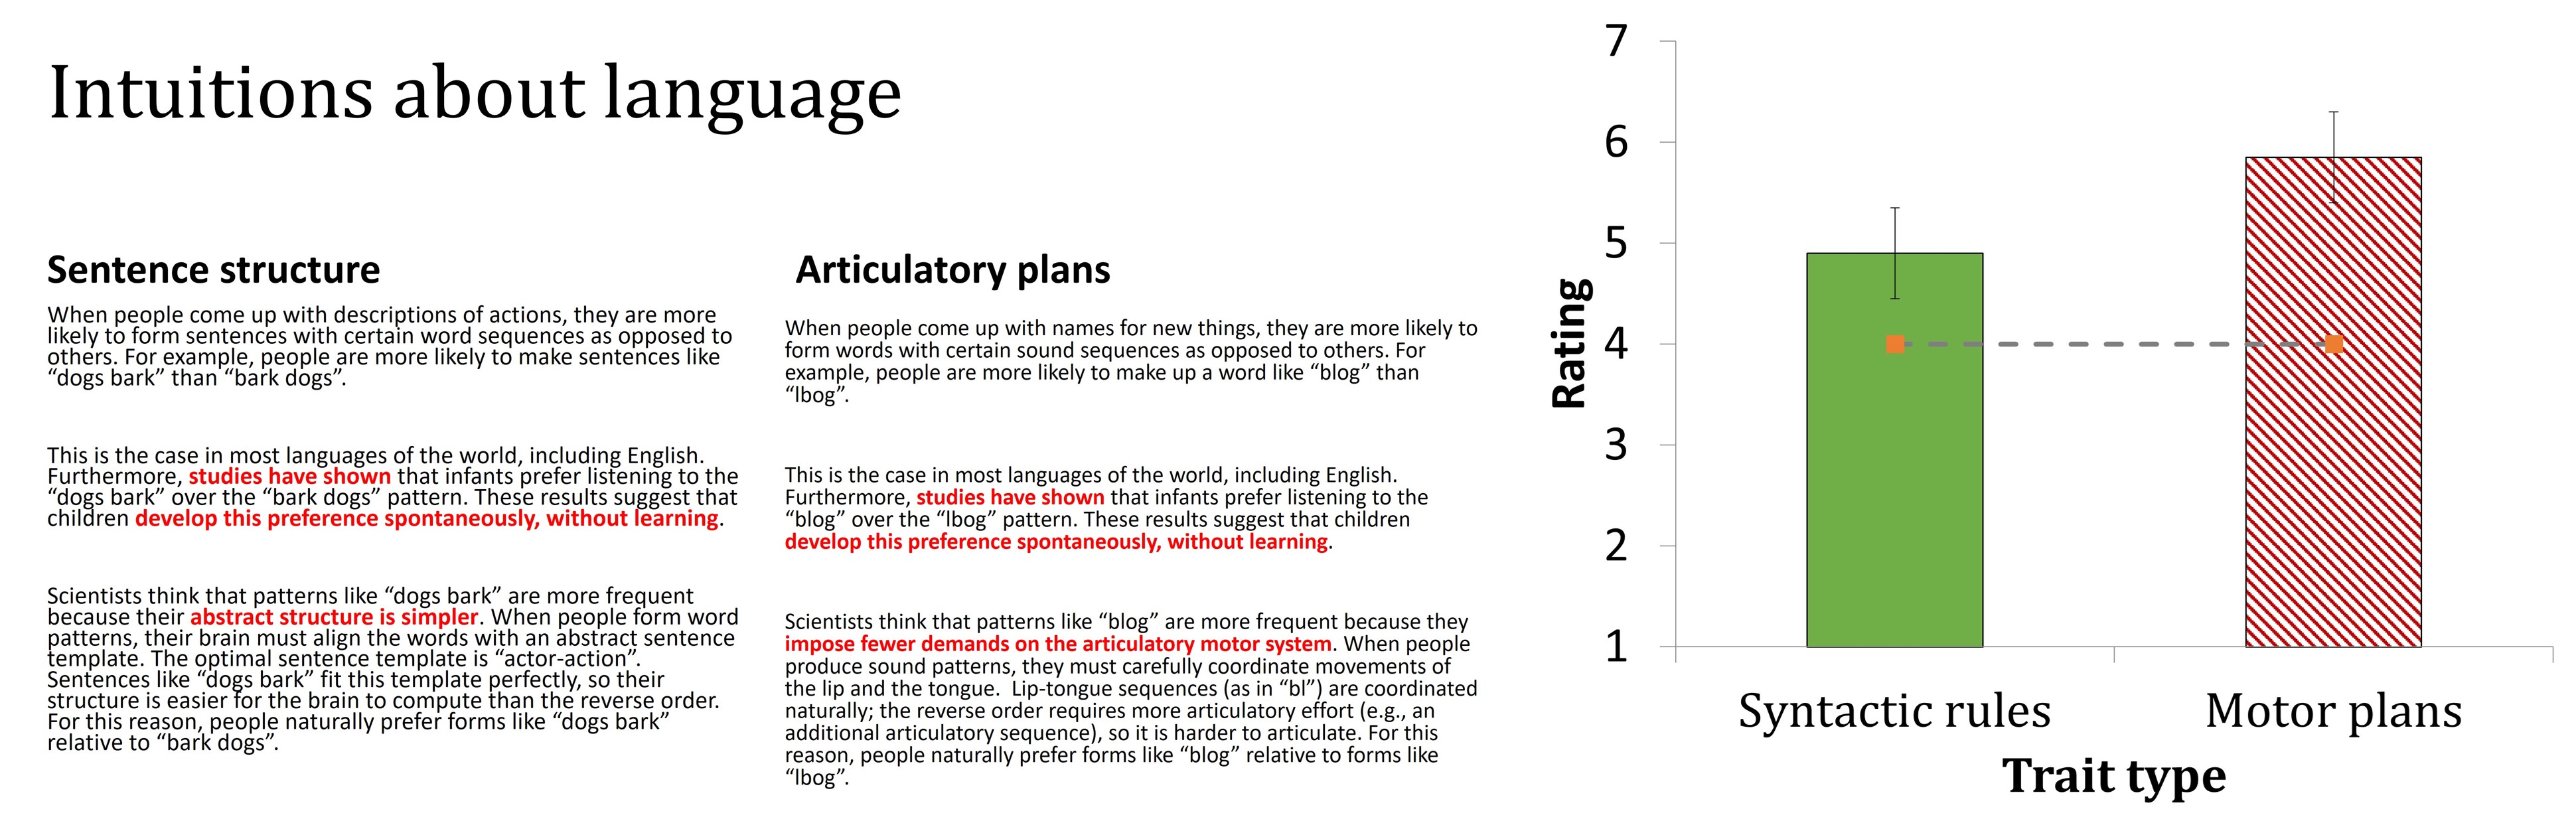 Intuitions about language
Sentence structure
When people come up with descriptions of actions, they are more
likely to form sentences with certain word sequences as opposed to
others. For example, people are more likely to make sentences like
“dogs bark” than “bark dogs”.
This is the case in most languages of the world, including English.
Furthermore, studies have shown that infants prefer listening to the
“dogs bark” over the “bark dogs” pattern. These results suggest that
children develop this preference spontaneously, without learning.
Scientists think that patterns like “dogs bark” are more frequent
because their abstract structure is simpler. When people form word
patterns, their brain must align the words with an abstract sentence
template. The optimal sentence template is “actor-action”.
Sentences like “dogs bark” fit this template perfectly, so their
structure is easier for the brain to compute than the reverse order.
For this reason, people naturally prefer forms like “dogs bark”
relative to “bark dogs”.
Articulatory plans
When people come up with names for new things, they are more likely to
form words with certain sound sequences as opposed to others. For
example, people are more likely to make up a word like “blog” than
“lbog”.
This is the case in most languages of the world, including English.
Furthermore, studies have shown that infants prefer listening to the
“blog” over the “lbog” pattern. These results suggest that children
develop this preference spontaneously, without learning.
Scientists think that patterns like “blog” are more frequent because they
impose fewer demands on the articulatory motor system. When people
produce sound patterns, they must carefully coordinate movements of
the lip and the tongue.  Lip-tongue sequences (as in “bl”) are coordinated
naturally; the reverse order requires more articulatory effort (e.g., an
additional articulatory sequence), so it is harder to articulate. For this
reason, people naturally prefer forms like “blog” relative to forms like
“lbog”.
Rating
7
6
5
4
3
2
1
Syntactic rules
Motor plans
Trait type